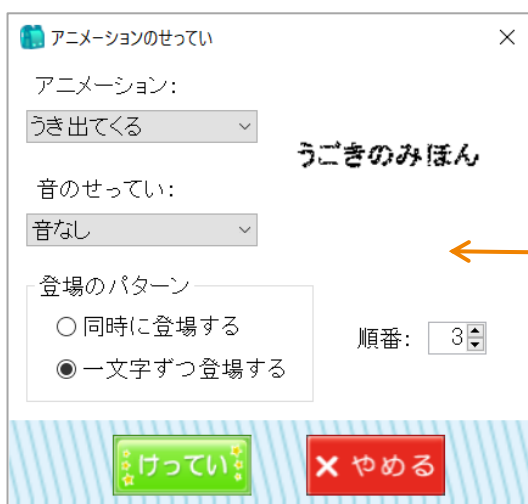 アニメーションのせってい
アニメーション:
うき出てくる
うごきのみほん
音のせってい:
音なし
登場のパターン
同時に登場する
一文字ずつ登場する
順番: 3
けってい
やめる